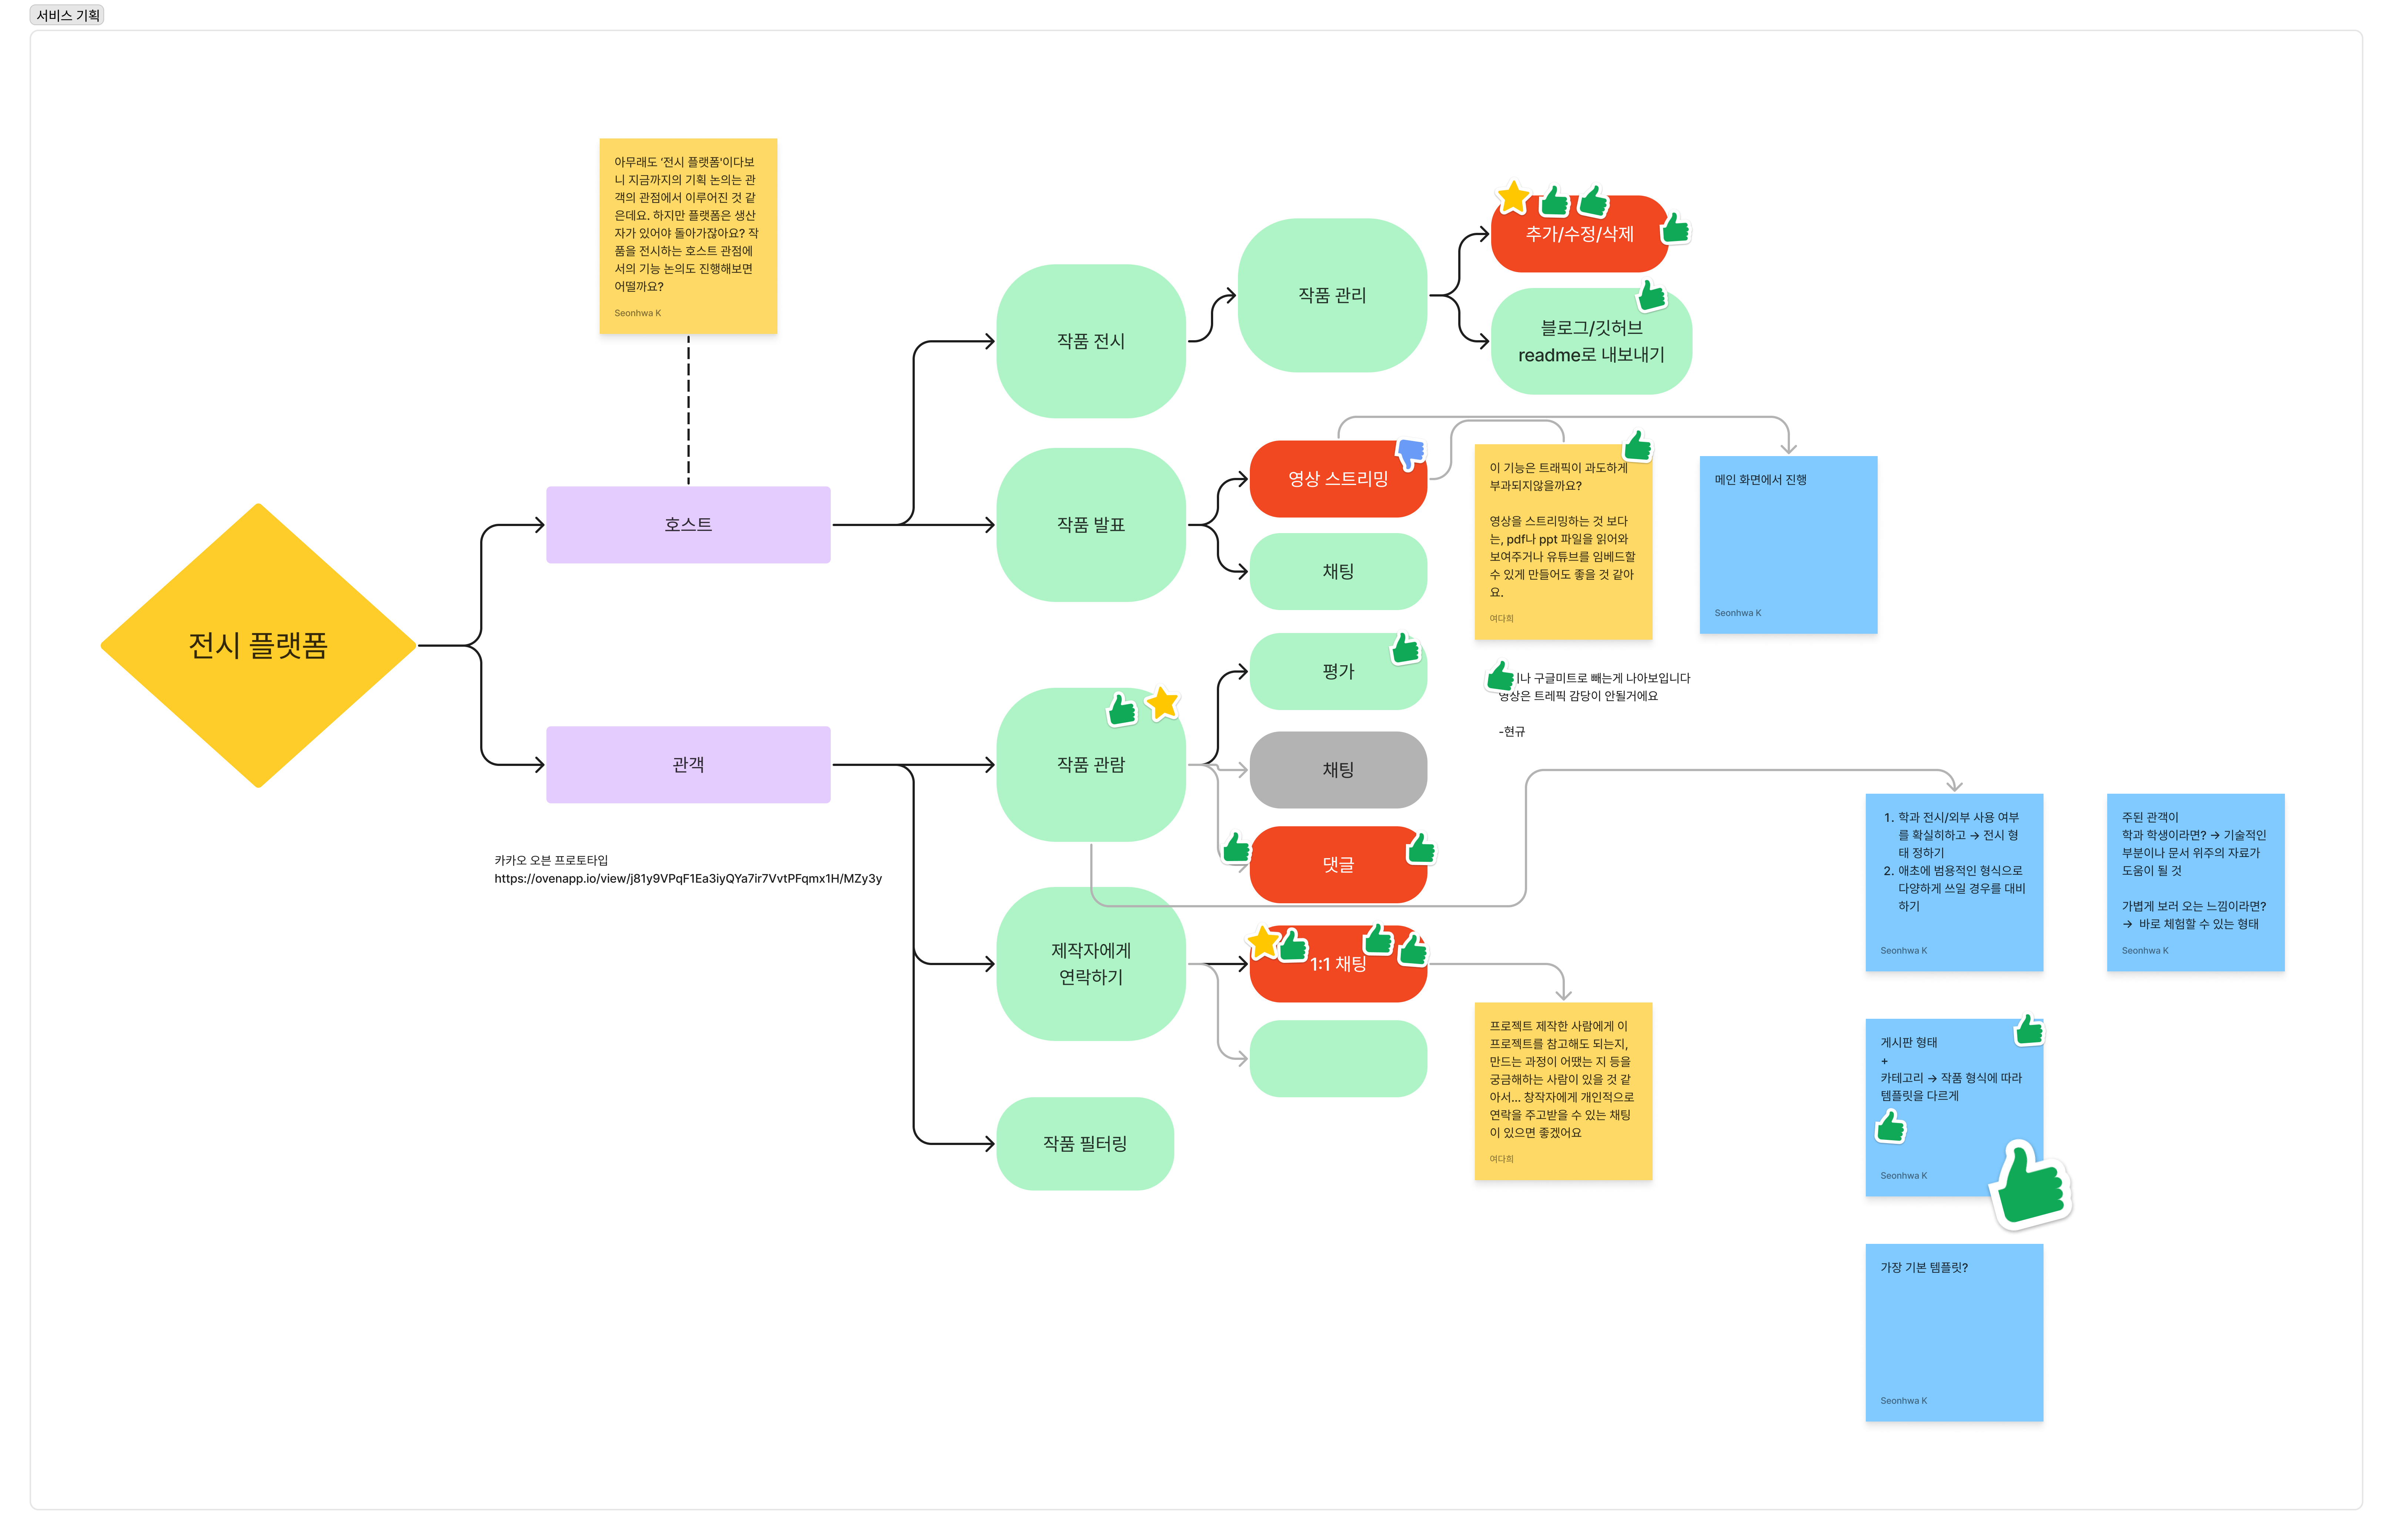 서비스 기획
아무래도 '전시 플랫폼'이다보
니 지금까지의 기획 논의는 관
객의 관점에서 이루어진 것 같
은데요. 하지만 플랫폼은 생산
자가 있어야 돌아가잖아요? 작
품을 전시하는 호스트 관점에
서의 기능 논의도 진행해보면
어떨까요?
Seonhwa K
추가/수정/삭제
작품 관리
블로그/깃허브
readme로 내보내기
작품 전시
영상 스트리밍
이 기능은 트래픽이 과도하게
부과되지않을까요?
영상을 스트리밍하는 것 보다
는, pdf나 ppt 파일을 읽어와
보여주거나 유튜브를 임베드할
수 있게 만들어도 좋을 것 같아
요.
여다희
메인 화면에서 진행
Seonhwa K
호스트
작품 발표
채팅
전시 플랫폼
평가
나 구글미트로 빼는게 나아보입니다
영상은 트레픽 감당이 안될거에요
-현규
관객
작품 관람
채팅
댓글
카카오 오븐 프로토타입
https://ovenapp.io/view/j81y9VPqF1Ea3iyQYa7ir7VvtPFqmx1H/MZy3y
1. 학과 전시/외부 사용 여부
를 확실히하고 → 전시 형
태 정하기
2. 애초에 범용적인 형식으로
다양하게 쓰일 경우를 대비
하기
Seonhwa K
주된 관객이
학과 학생이라면? → 기술적인
부분이나 문서 위주의 자료가
도움이 될 것
가볍게 보러 오는 느낌이라면?
→ 바로 체험할 수 있는 형태
Seonhwa K
제작자에게
연락하기
1:1 채팅
프로젝트 제작한 사람에게 이
프로젝트를 참고해도 되는지,
만드는 과정이 어땠는 지 등을
궁금해하는 사람이 있을 것 같
아서... 창작자에게 개인적으로
연락을 주고받을 수 있는 채팅
이 있으면 좋겠어요
여다희
게시판 형태
+
카테고리 → 작품 형식에 따라
템플릿을 다르게
Seonhwa K
작품 필터링
가장 기본 템플릿?
Seonhwa K